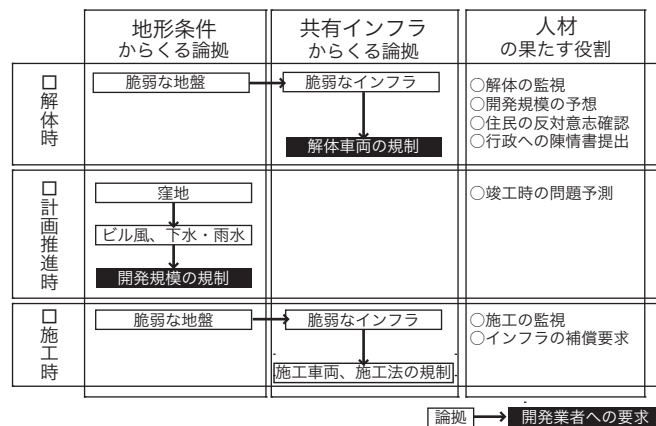 地形条件
からくる論拠
共有インフラ
からくる論拠
人材
の果たす役割
□解体時
脆弱な地盤
脆弱なインフラ
解体車両の規制
○解体の監視
○開発規模の予想
○住民の反対意志確認
○行政への陳情書提出
□計画推進時
窪地
ビル風、下水・雨水
開発規模の規制
○竣工時の問題予測
□施工時
脆弱な地盤
脆弱なインフラ
施工車両、施工法の規制
○施工の監視
○インフラの補償要求
論拠
開発業者への要求